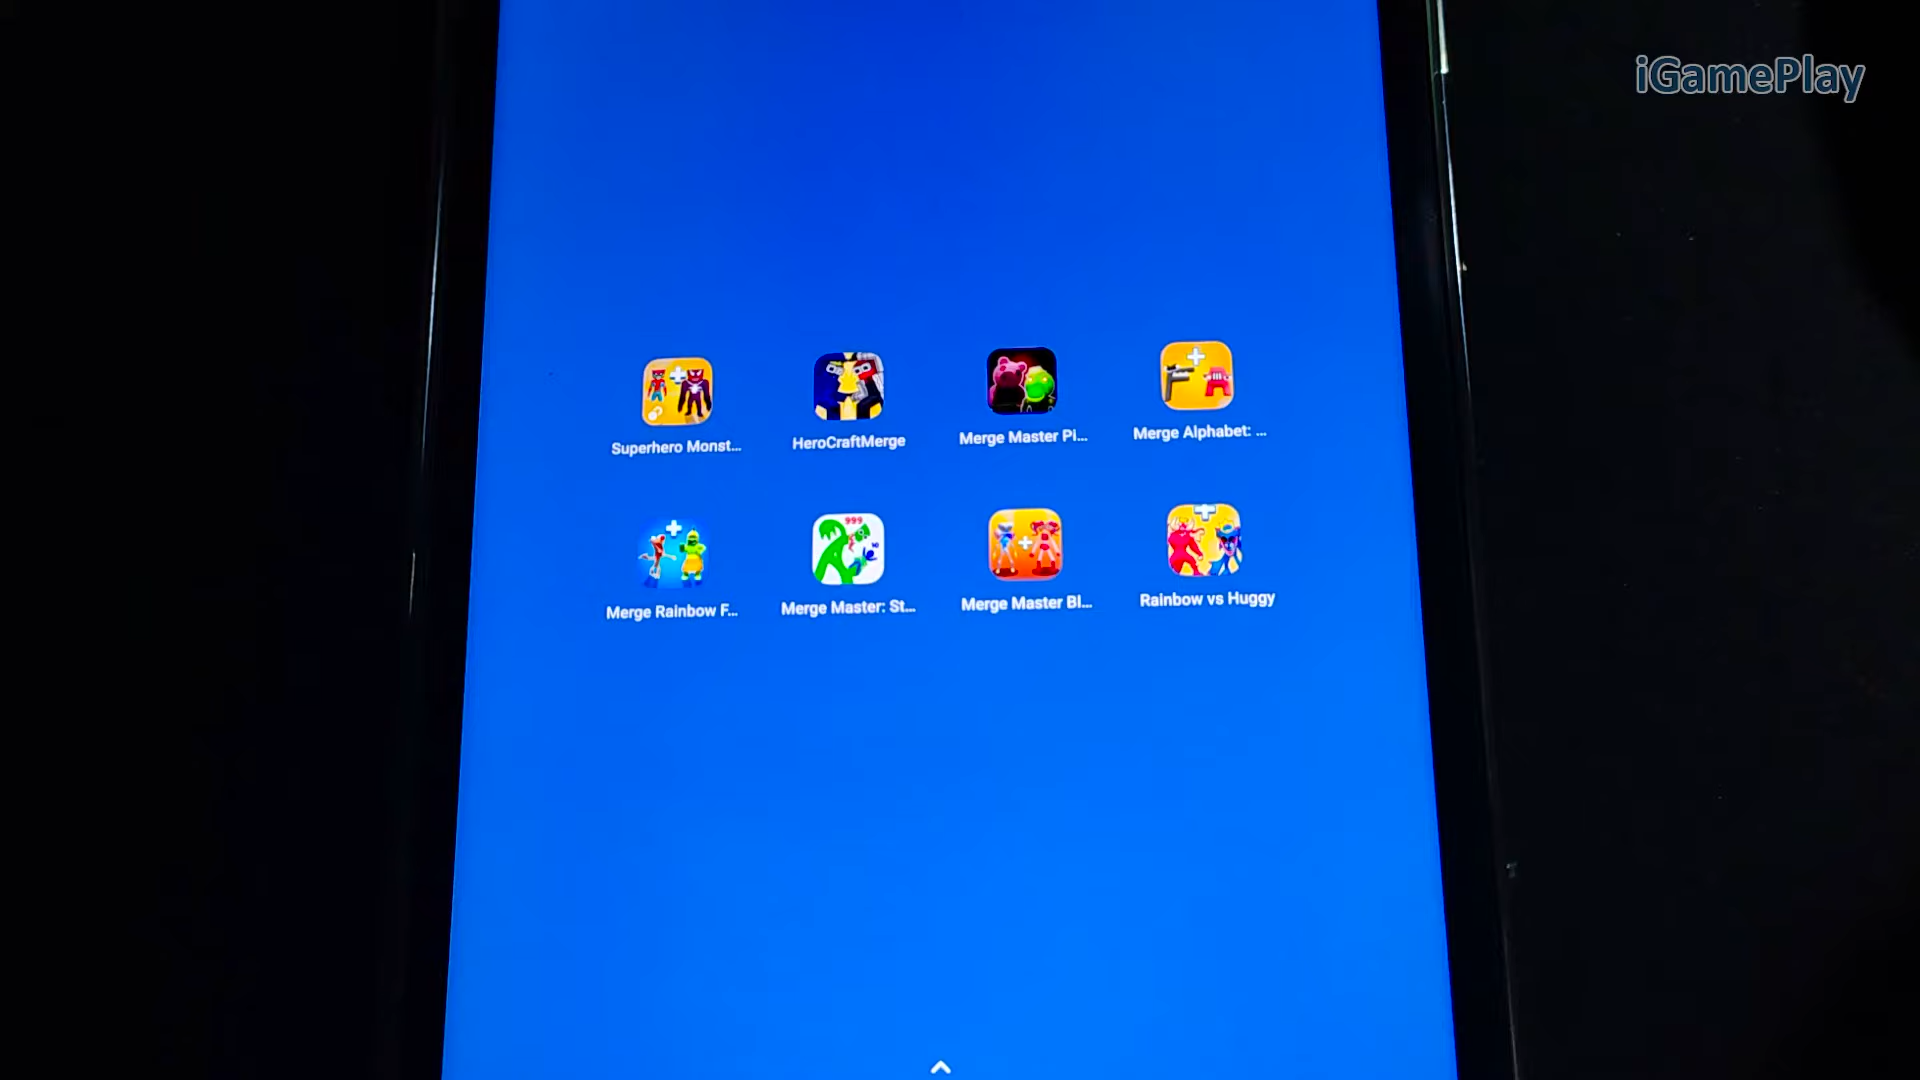 iGamePlay
Superhero Monst...
HeroCraftMerge
Merge Master Pi...
Merge Alphabet: ...
999
Merge Rainbow F...
Merge Master: St...
Merge Master Bl...
Rainbow vs Huggy